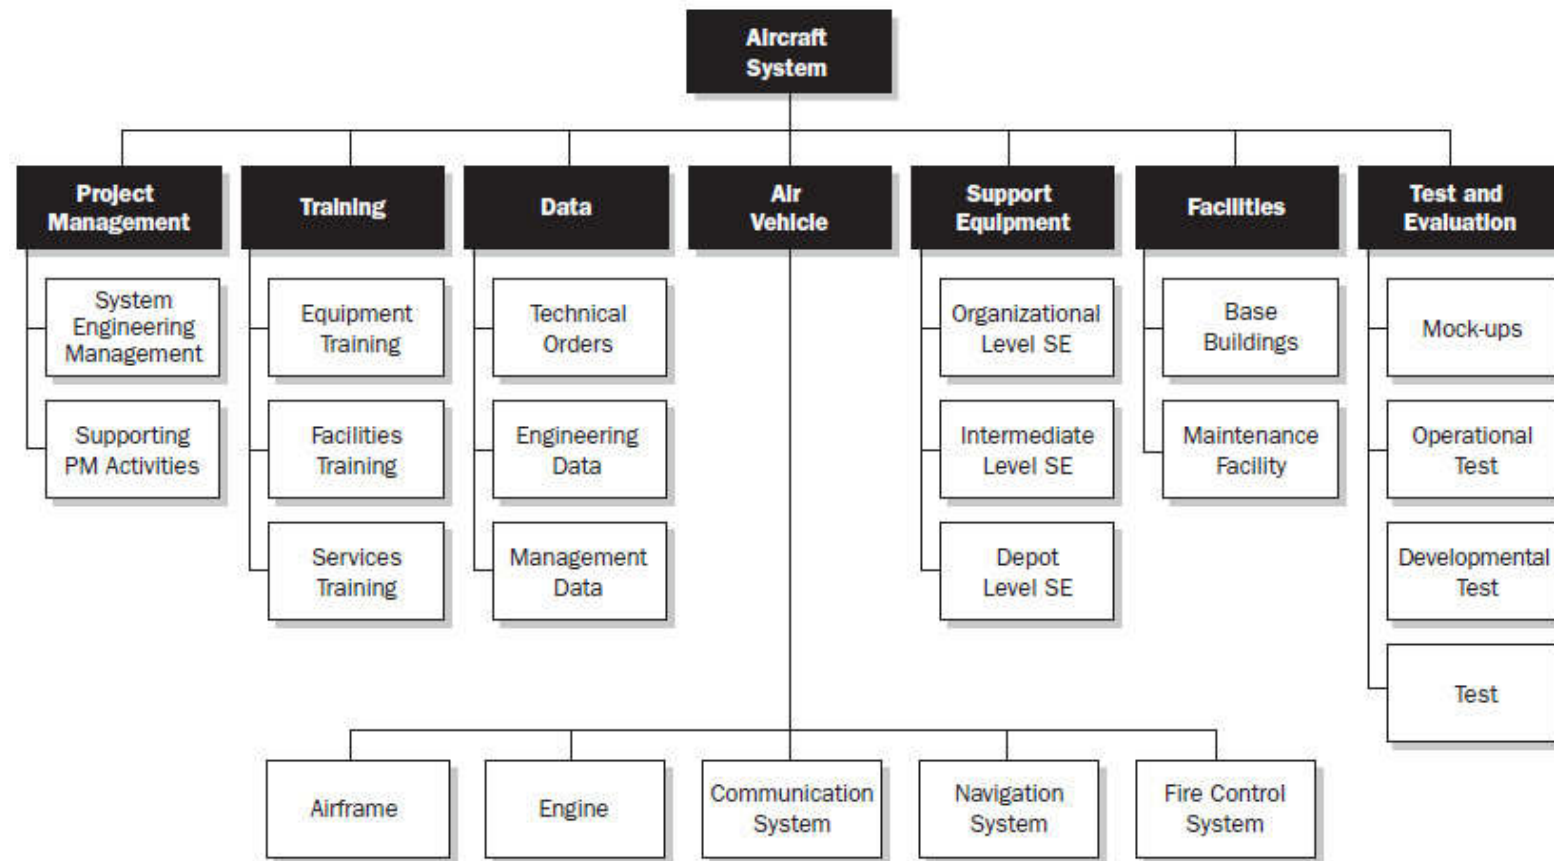 Aircraft
System
Project
Management
Training
Data
Air
Vehicle
Support
Equipment
Facilities
Test and
Evaluation
System
Engineering
Management
Supporting
PM Activities
Equipment
Training
Facilities
Training
Services
Training
Technical
Orders
Engineering
Data
Management
Data
Organizational
Level SE
Intermediate
Level SE
Depot
Level SE
Base
Buildings
Maintenance
Facility
Mock-ups
Operational
Test
Developmental
Test
Test
Airframe
Engine
Communication
System
Navigation
System
Fire Control
System